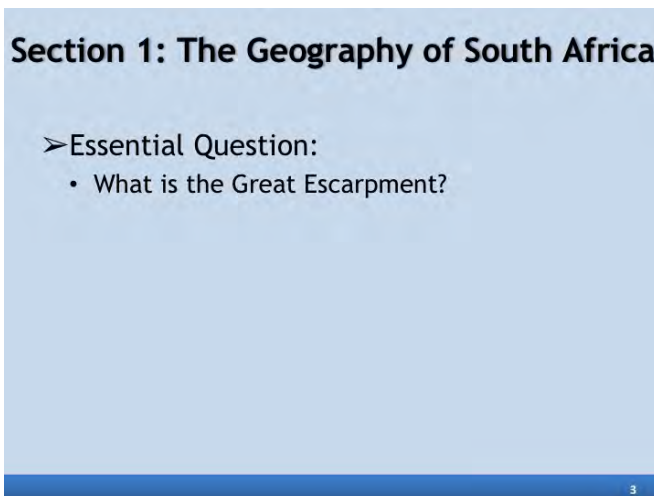 Section 1: The Geography of South Africa
➢Essential Question:
• What is the Great Escarpment?
3